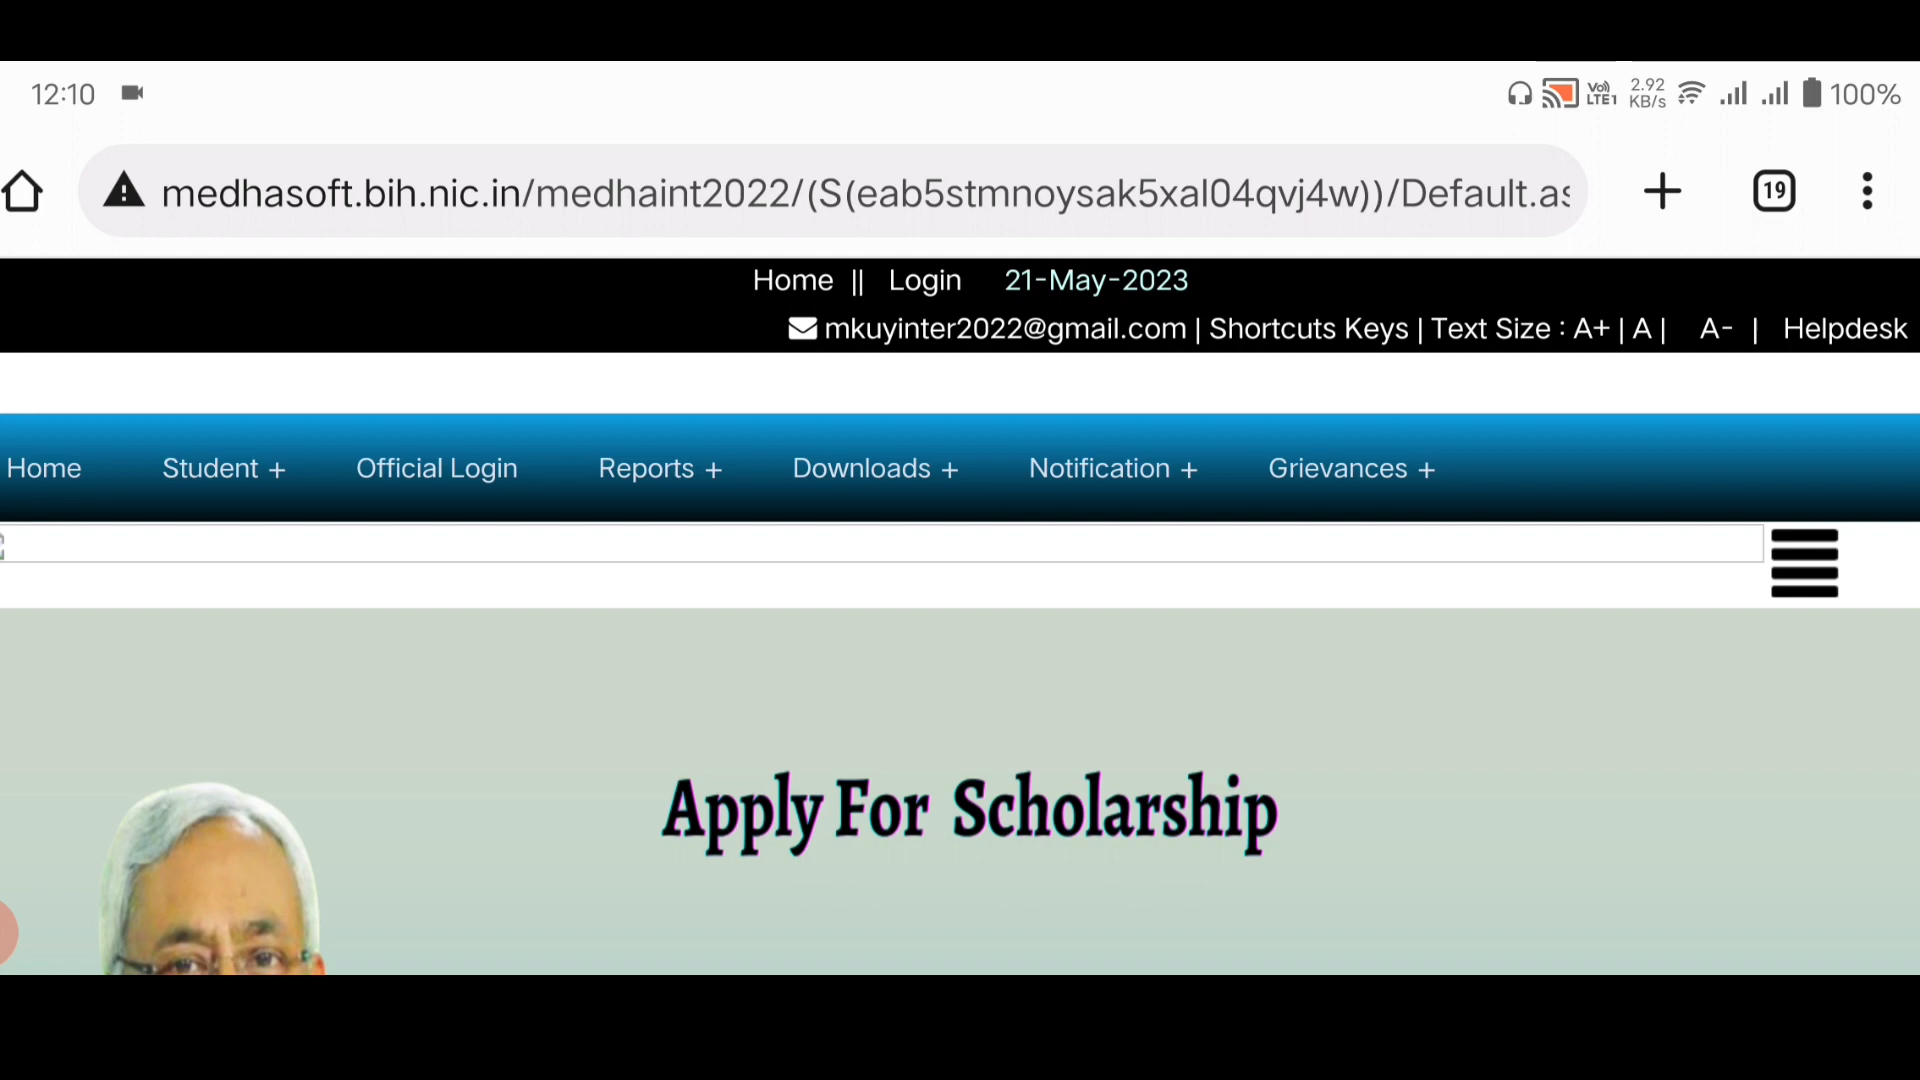 12:10 Vo) LTE1 2.92 KB/s 100%
medhasoft.bih.nic.in/medhaint2022/(S(eab5stmnoysak5xal04qvj4w))/Default.as 19
Home || Login 21-May-2023
mkuyinter2022@gmail.com | Shortcuts Keys | Text Size : A+ | A | A- | Helpdesk
Home Student + Official Login Reports + Downloads + Notification + Grievances +
Apply For Scholarship